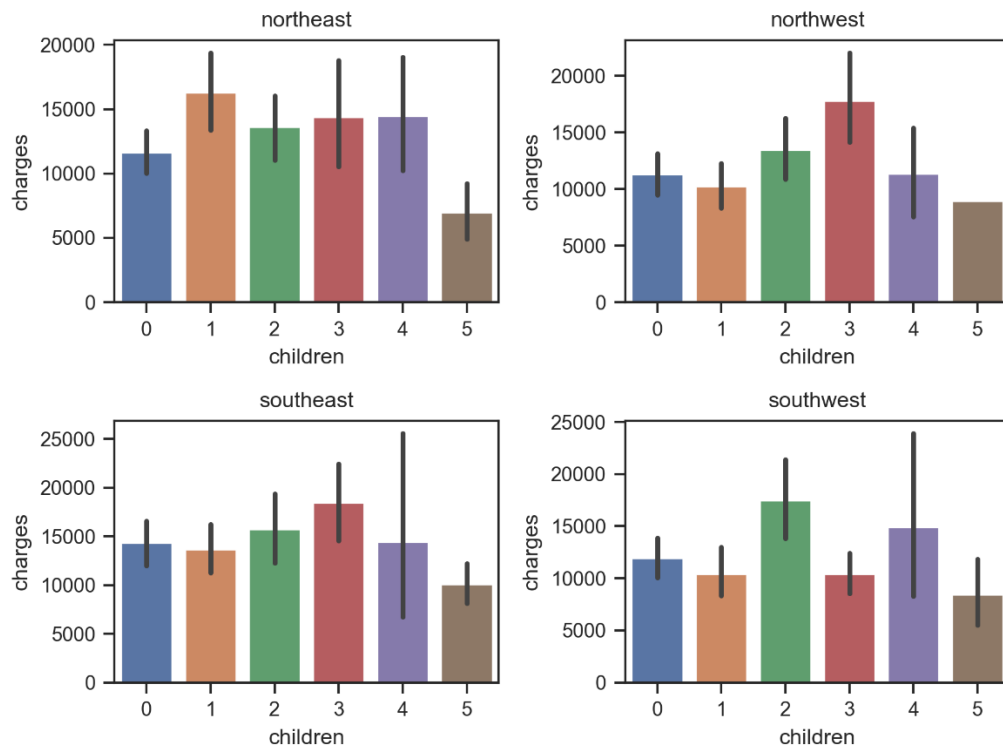 northeast
20000
15000
10000
5000
0
charges
0 1 2 3 4 5
children
northwest
20000
15000
10000
5000
0
charges
0 1 2 3 4 5
children
southeast
25000
20000
15000
10000
5000
0
charges
0 1 2 3 4 5
children
southwest
25000
20000
15000
10000
5000
0
charges
0 1 2 3 4 5
children